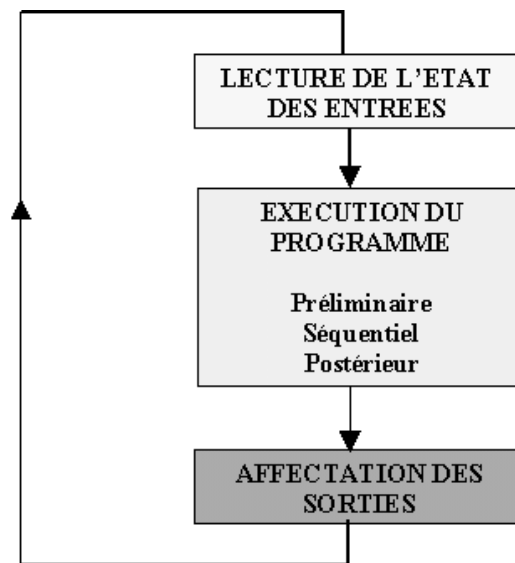 LECTURE DE L'ETAT
DES ENTREES
EXECUTION DU
PROGRAMME
Préliminaire
Séquentiel
Postérieur
AFFECTATION DES
SORTIES